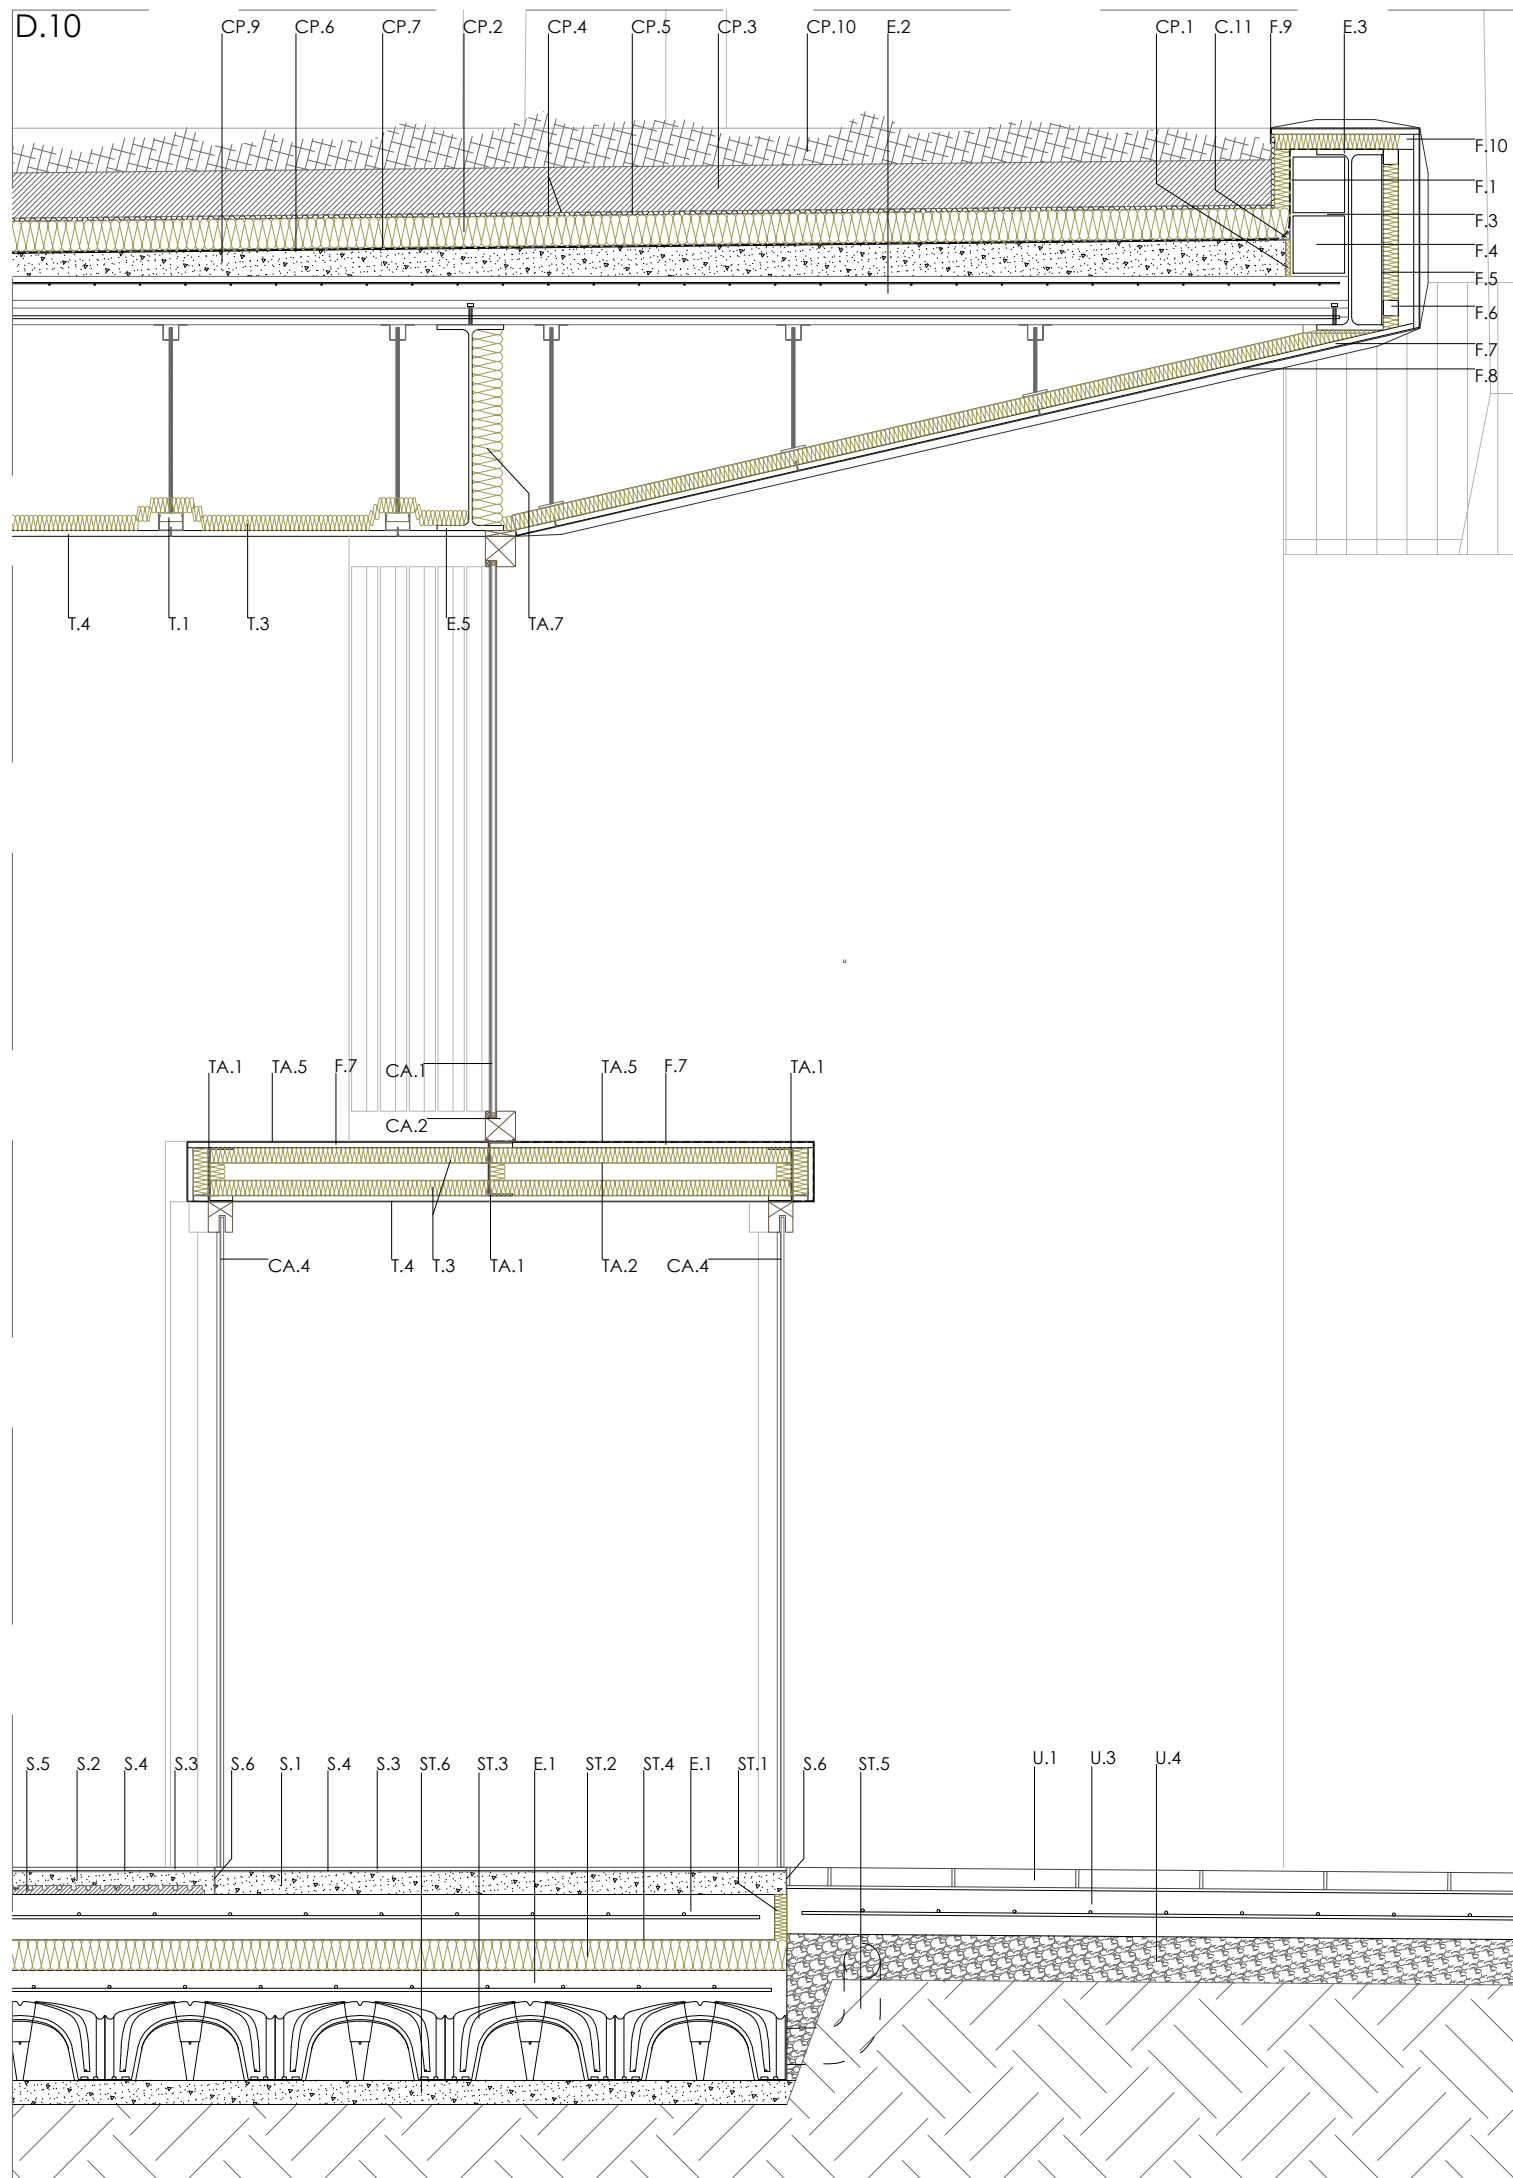 D.10
CP.9 CP.6 CP.7 CP.2 CP.4 CP.5 CP.3 CP.10 E.2 CP.1 C.11 F.9 E.3
F.10
F.1
F.3
F.4
F.5
F.6
F.7
F.8
T.4 T.1 T.3 E.5 TA.7
TA.1 TA.5 F.7 CA.1 TA.5 F.7 TA.1
CA.2
CA.4 T.4 T.3 TA.1 TA.2 CA.4
S.5 S.2 S.4 S.3 S.6 S.1 S.4 S.3 ST.6 ST.3 E.1 ST.2 ST.4 E.1 ST.1 S.6 ST.5 U.1 U.3 U.4